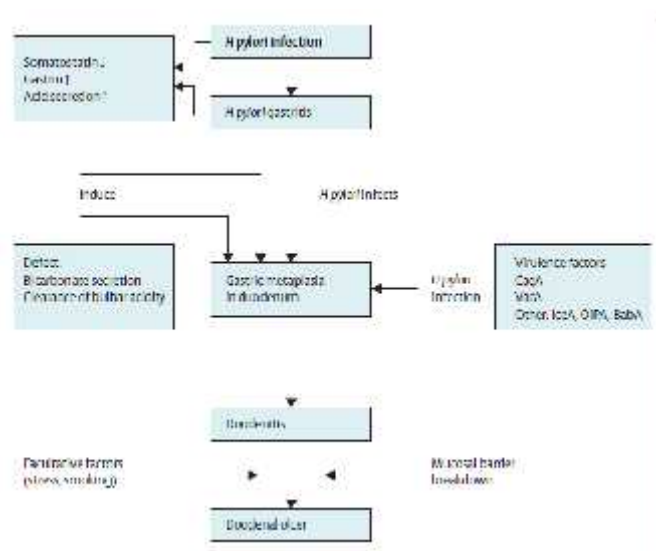 H pylori infection
Somatostatin ↓
Gastrin ↑
Acid secretion ↑
H pylori gastritis
Induce
H pylori infects
Defect
Bicarbonate secretion
Clearance of bulbar acidity
Gastric metaplasia
in duodenum
H pylori
infection
Virulence factors
CagA
VacA
Other, IceA, OIPA, BabA
Duodenitis
Facultative factors
(stress, smoking)
Mucosal barrier
breakdown
Duodenal ulcer